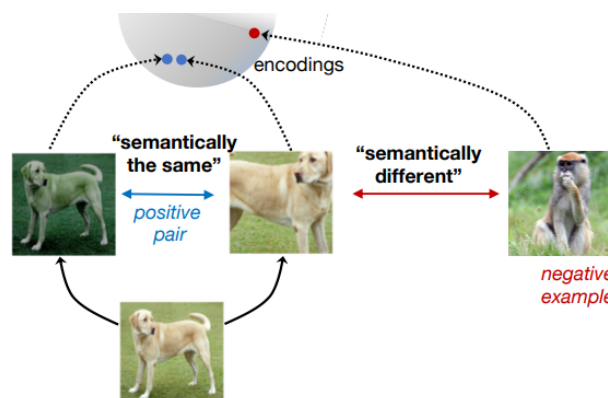 encodings
“semantically
the same”
“semantically
different”
positive
pair
negative
example